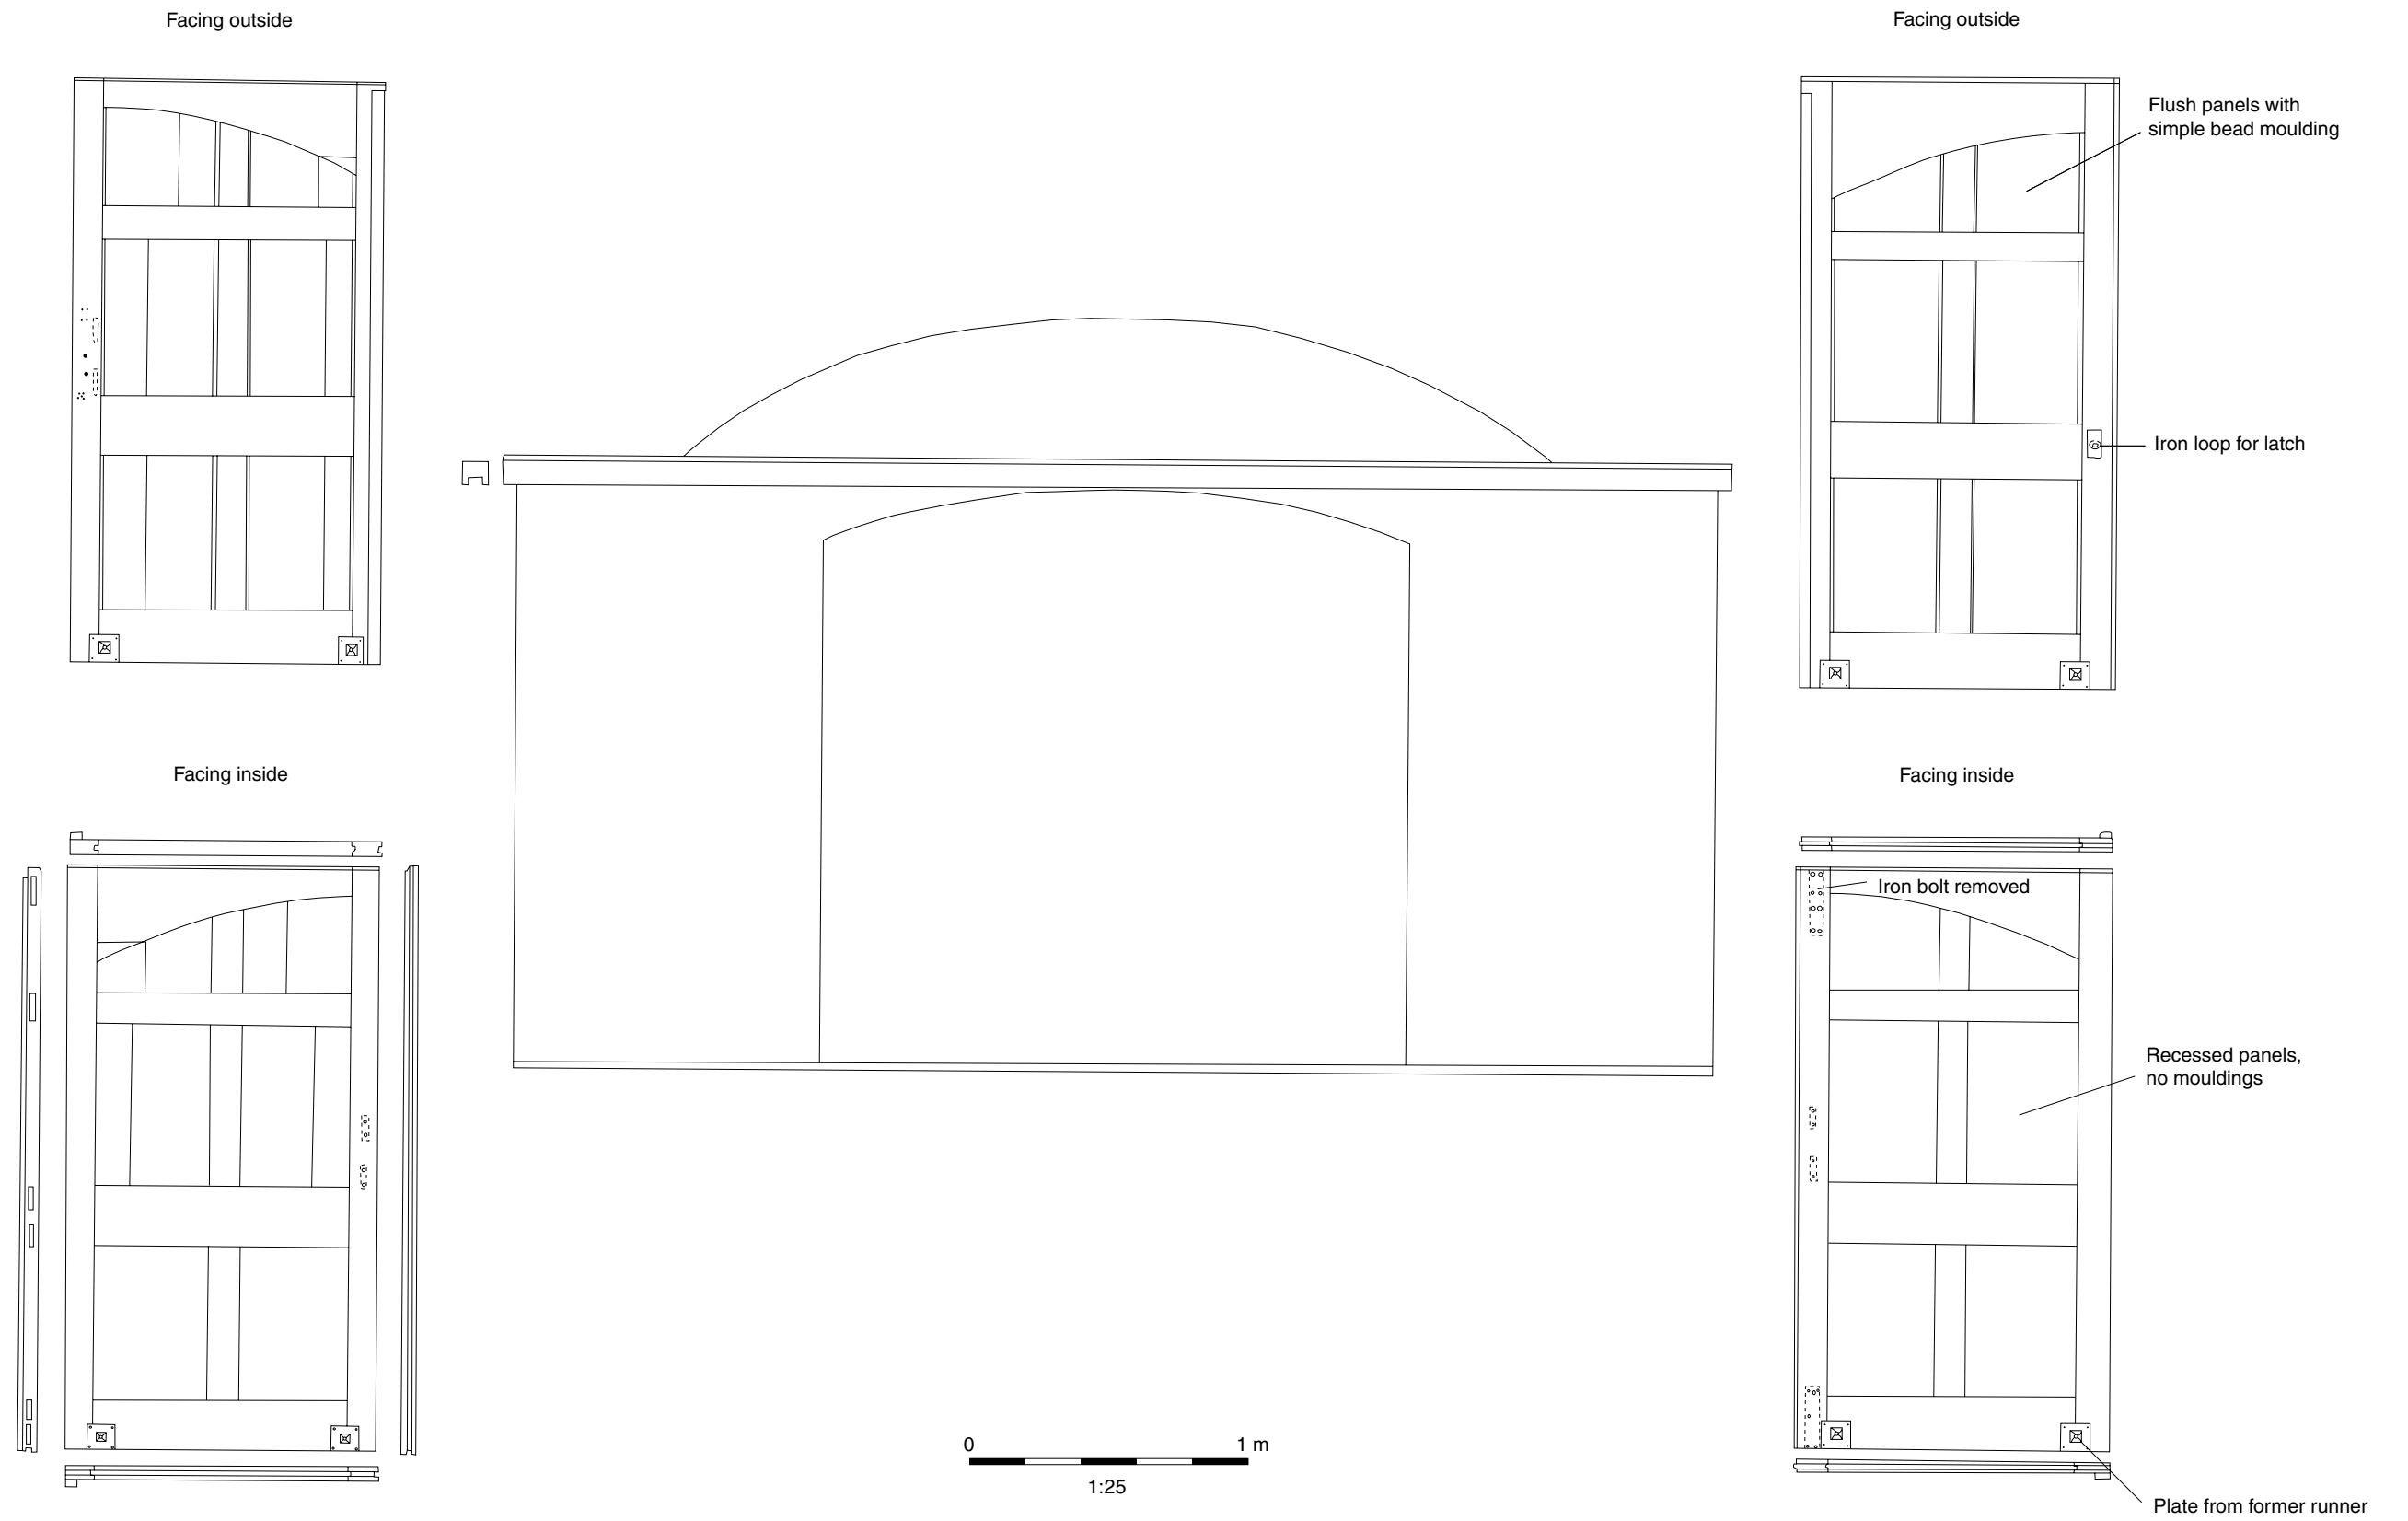 Facing outside
Facing outside
Flush panels with
simple bead moulding
Iron loop for latch
Facing inside
Facing inside
Iron bolt removed
Recessed panels,
no mouldings
0 1 m
1:25
Plate from former runner